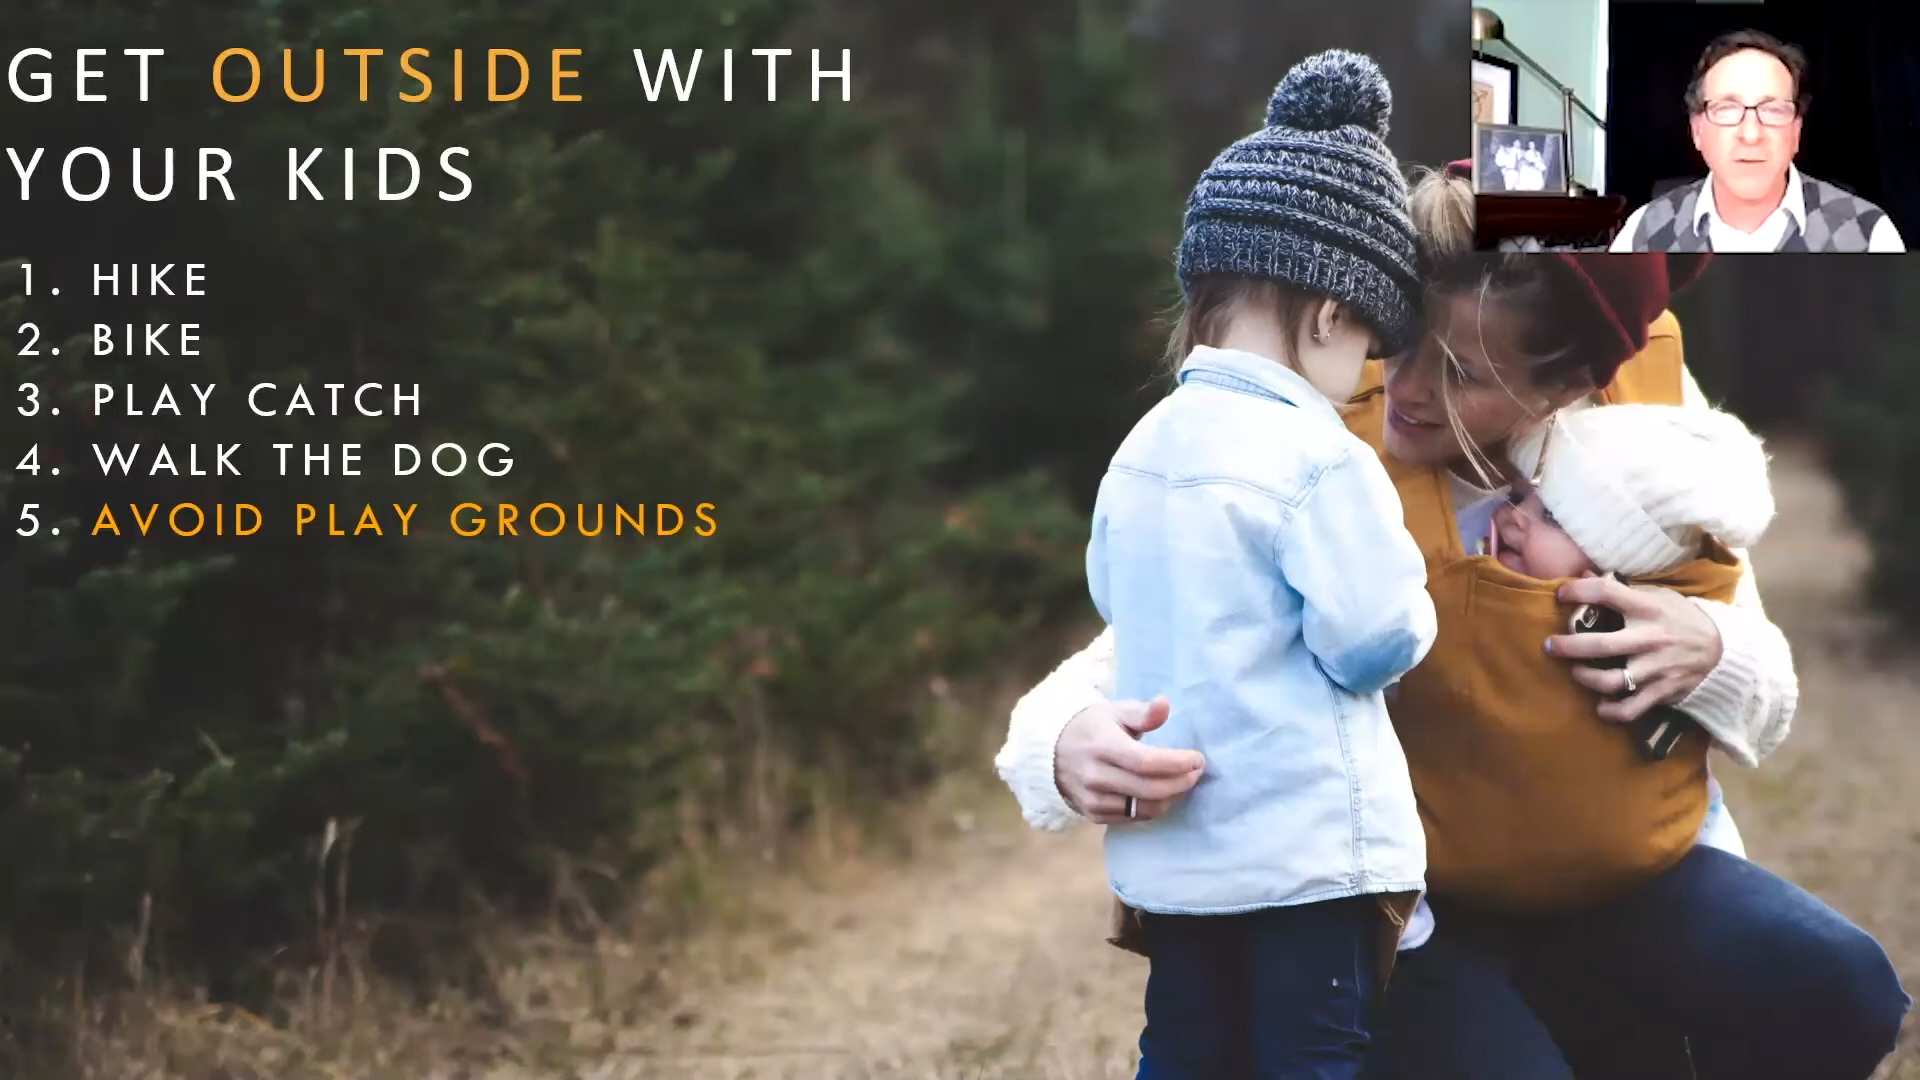 GET OUTSIDE WITH
YOUR KIDS
1. HIKE
2. BIKE
3. PLAY CATCH
4. WALK THE DOG
5. AVOID PLAY GROUNDS